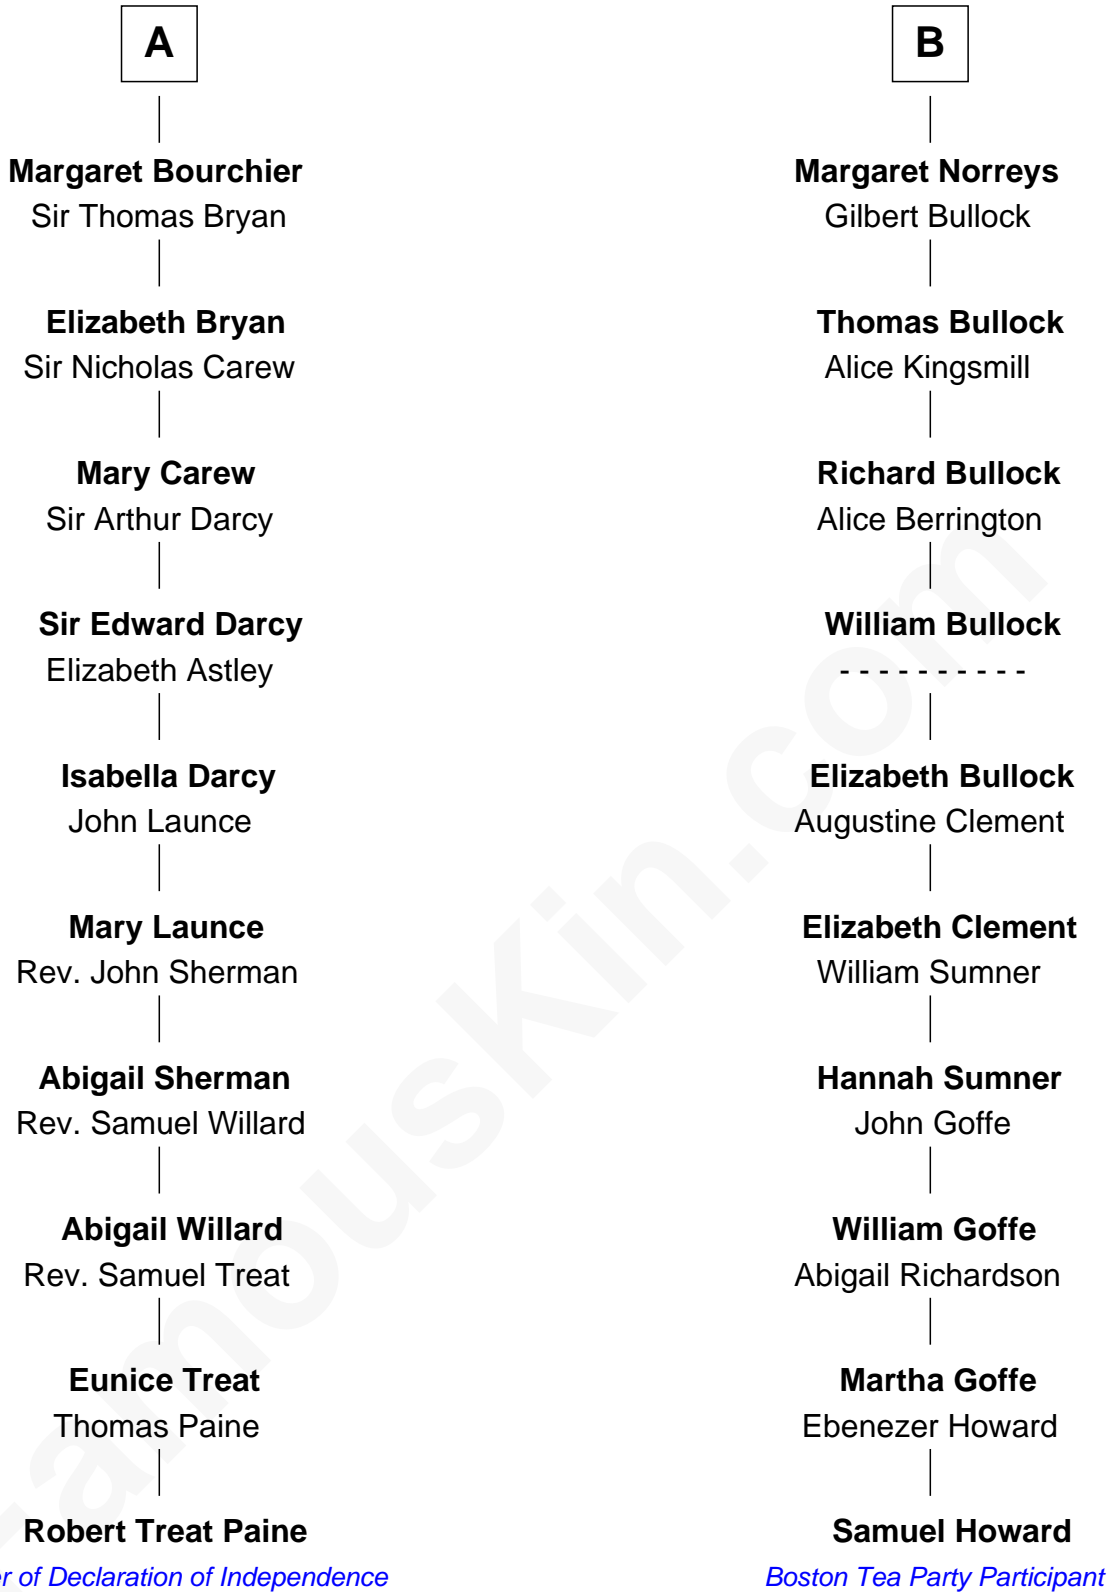 A
Margaret Bourchier
Sir Thomas Bryan
Elizabeth Bryan
Sir Nicholas Carew
Mary Carew
Sir Arthur Darcy
Sir Edward Darcy
Elizabeth Astley
Isabella Darcy
John Launce
Mary Launce
Rev. John Sherman
Abigail Sherman
Rev. Samuel Willard
Abigail Willard
Rev. Samuel Treat
Eunice Treat
Thomas Paine
Robert Treat Paine
of Declaration of Independence
B
Margaret Norreys
Gilbert Bullock
Thomas Bullock
Alice Kingsmill
Richard Bullock
Alice Berrington
William Bullock
- - - - - - - - - -
Elizabeth Bullock
Augustine Clement
Elizabeth Clement
William Sumner
Hannah Sumner
John Goffe
William Goffe
Abigail Richardson
Martha Goffe
Ebenezer Howard
Samuel Howard
Boston Tea Party Participant
FamousKin.com